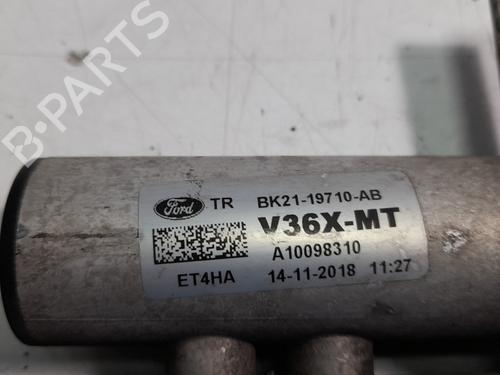 B-PARTS
Ford TR BK21-19710-AB
V36X-MT
A10098310
ET4HA 14-11-2018 11:27